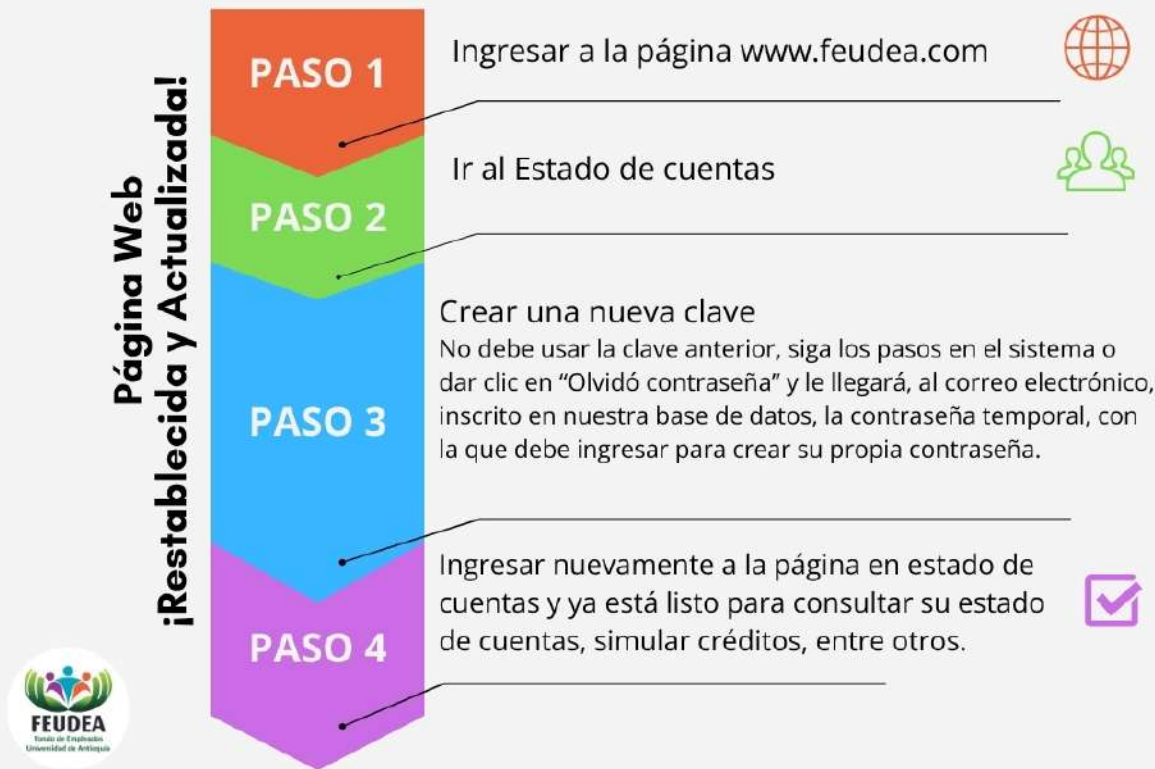 Página Web
¡Restablecida y Actualizada!
PASO 1
Ingresar a la página www.feudea.com
PASO 2
Ir al Estado de cuentas
PASO 3
Crear una nueva clave
No debe usar la clave anterior, siga los pasos en el sistema o
dar clic en “Olvidó contraseña” y le llegará, al correo electrónico,
inscrito en nuestra base de datos, la contraseña temporal, con
la que debe ingresar para crear su propia contraseña.
PASO 4
Ingresar nuevamente a la página en estado de
cuentas y ya está listo para consultar su estado
de cuentas, simular créditos, entre otros.
FEUDEA
Fondo de Empleados
Universidad de Antioquia